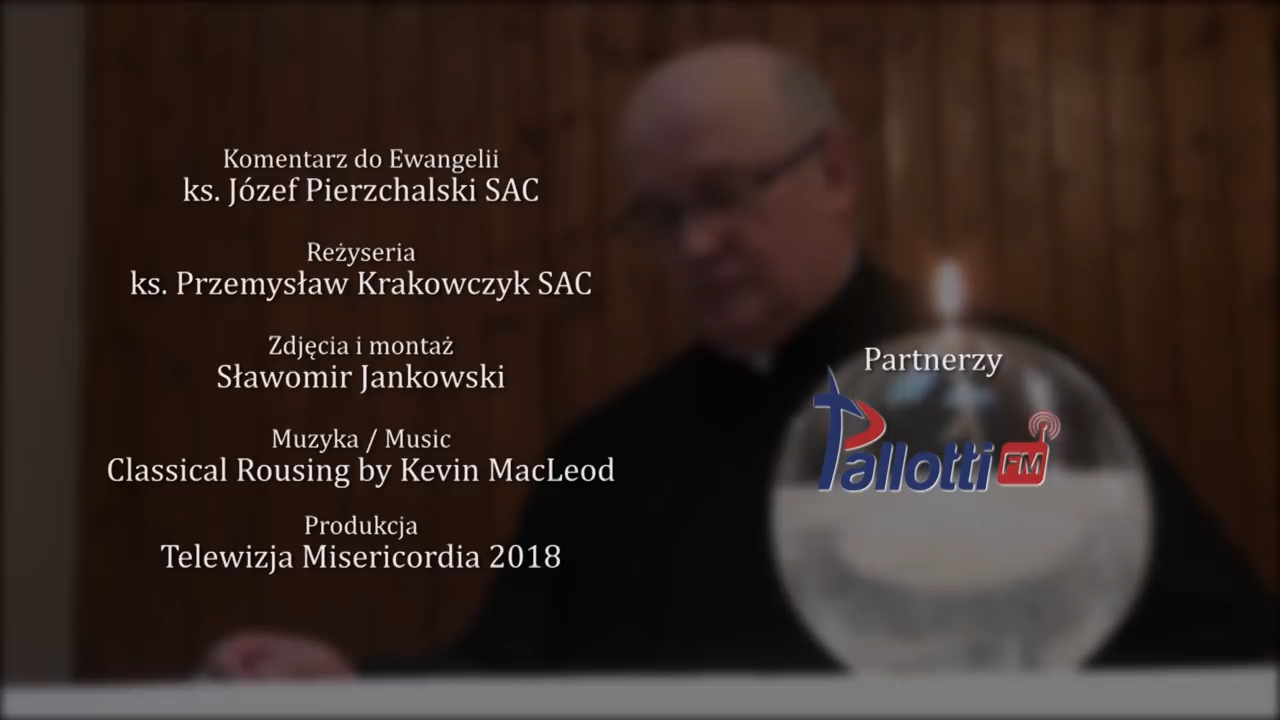 Komentarz do Ewangelii
ks. Józef Pierzchalski SAC
Reżyseria
ks. Przemysław Krakowczyk SAC
Zdjęcia i montaż
Sławomir Jankowski
Muzyka / Music
Classical Rousing by Kevin MacLeod
Produkcja
Telewizja Misericordia 2018
Partnerzy
Pallotti FM